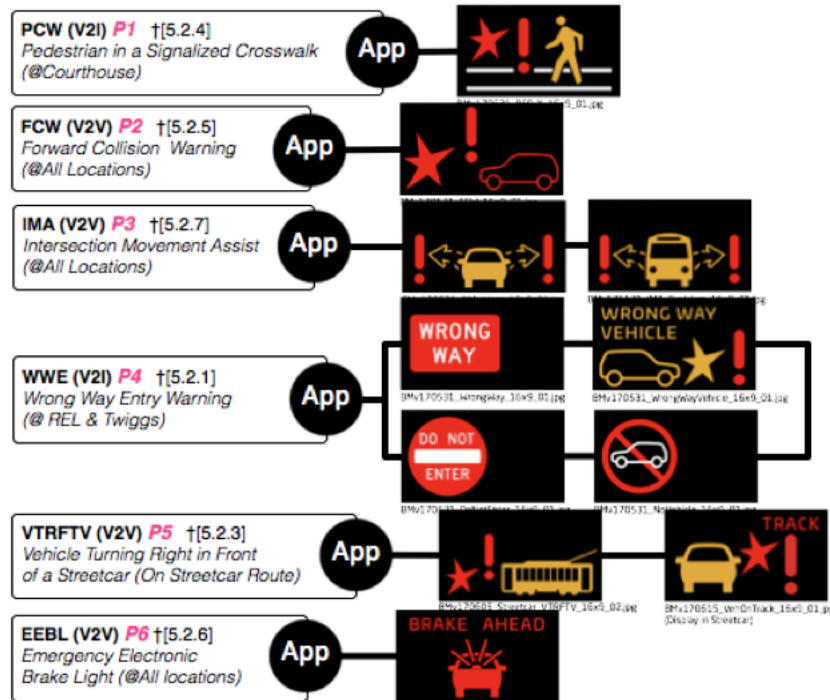 PCW (V2I) P1 †[5.2.4]
Pedestrian in a Signalized Crosswalk
(@Courthouse)
App
FCW (V2V) P2 †[5.2.5]
Forward Collision Warning
(@All Locations)
App
IMA (V2V) P3 †[5.2.7]
Intersection Movement Assist
(@All Locations)
App
WWE (V2I) P4 †[5.2.1]
Wrong Way Entry Warning
(@ REL & Twiggs)
App
WRONG
WAY
BMv170531_WrongWay_16x9_01.jpg
WRONG WAY
VEHICLE
BMv170531_WrongWayVehicle_16x9_01.jpg
DO NOT
ENTER
VTRFTV (V2V) P5 †[5.2.3]
Vehicle Turning Right in Front
of a Streetcar (On Streetcar Route)
App
BMv170605_Streetcar_VTRFTV_16x9_02.jpg
TRACK
BMv170615_VehOnTrack_16x9_01.jp
(Display in Streetcar)
EEBL (V2V) P6 †[5.2.6]
Emergency Electronic
Brake Light (@All locations)
App
BRAKE AHEAD